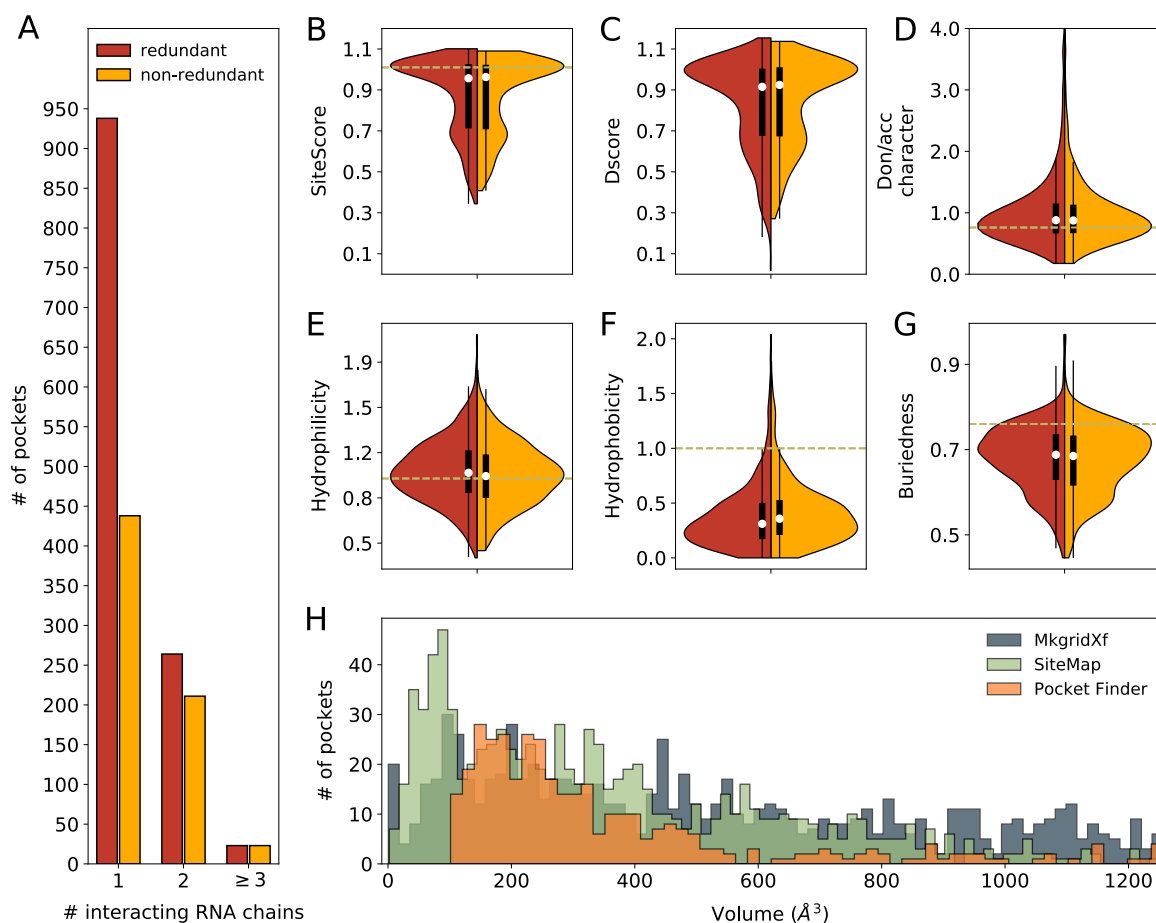 A
redundant
non-redundant
950
900
850
800
750
700
650
600
550
500
450
400
350
300
250
200
150
100
50
0
# of pockets
1 2 ≥ 3
# interacting RNA chains
B
1.1
0.9
0.7
0.5
0.3
0.1
SiteScore
C
1.1
0.9
0.7
0.5
0.3
0.1
Dscore
D
4.0
3.0
2.0
1.0
0.0
Don/acc
character
E
1.9
1.5
1.2
0.8
0.5
Hydrophilicity
F
2.0
1.5
1.0
0.5
0.0
Hydrophobicity
G
0.9
0.7
0.5
Buriedness
H
MkgridXf
SiteMap
Pocket Finder
40
30
20
10
0
# of pockets
0 200 400 600 800 1000 1200
Volume (Å³)